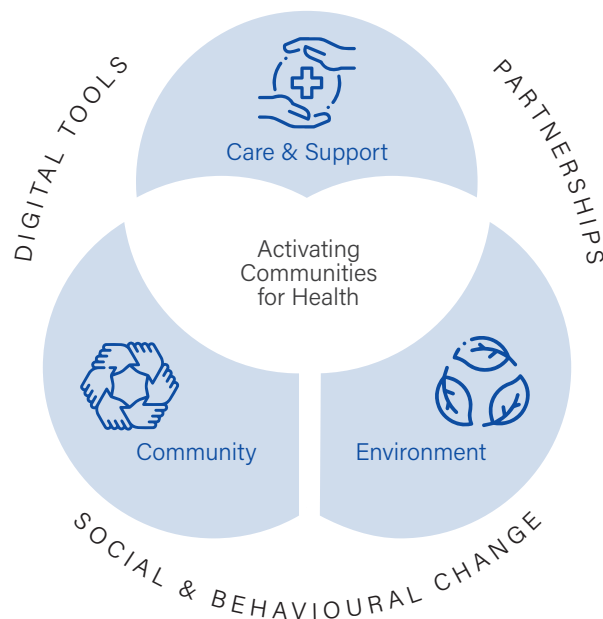 DIGITAL TOOLS
PARTNERSHIPS
Care & Support
Activating
Communities
for Health
Community
Environment
SOCIAL & BEHAVIOURAL CHANGE